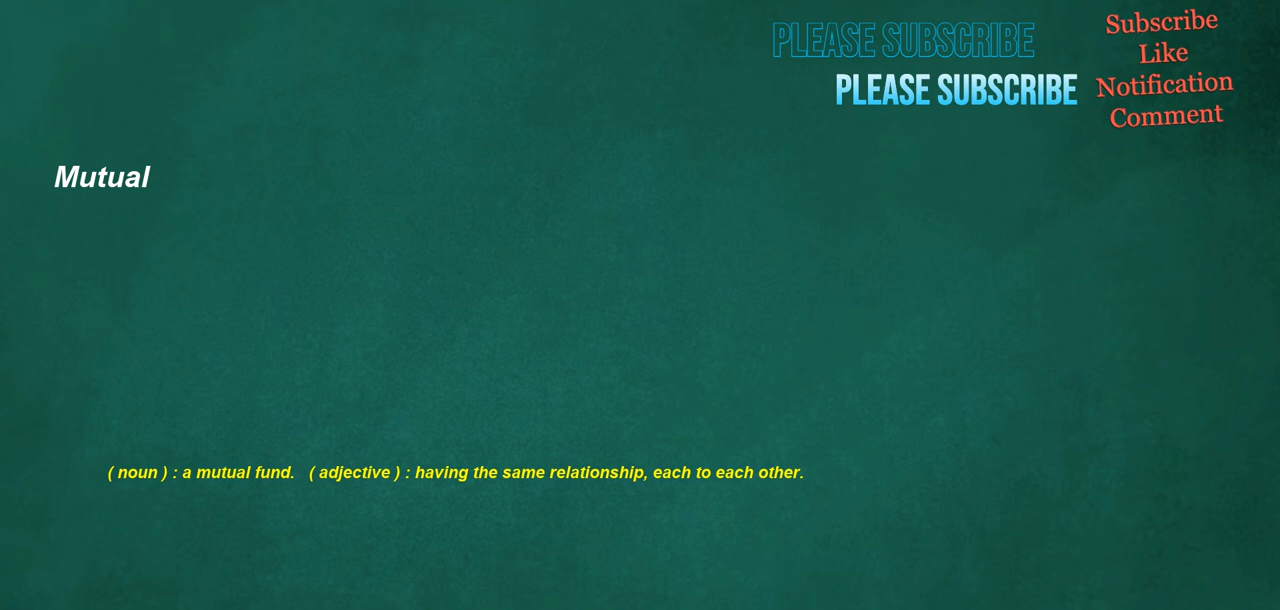 PLEASE SUBSCRIBE
PLEASE SUBSCRIBE
Subscribe
Like
Notification
Comment
Mutual
( noun ) : a mutual fund. ( adjective ) : having the same relationship, each to each other.